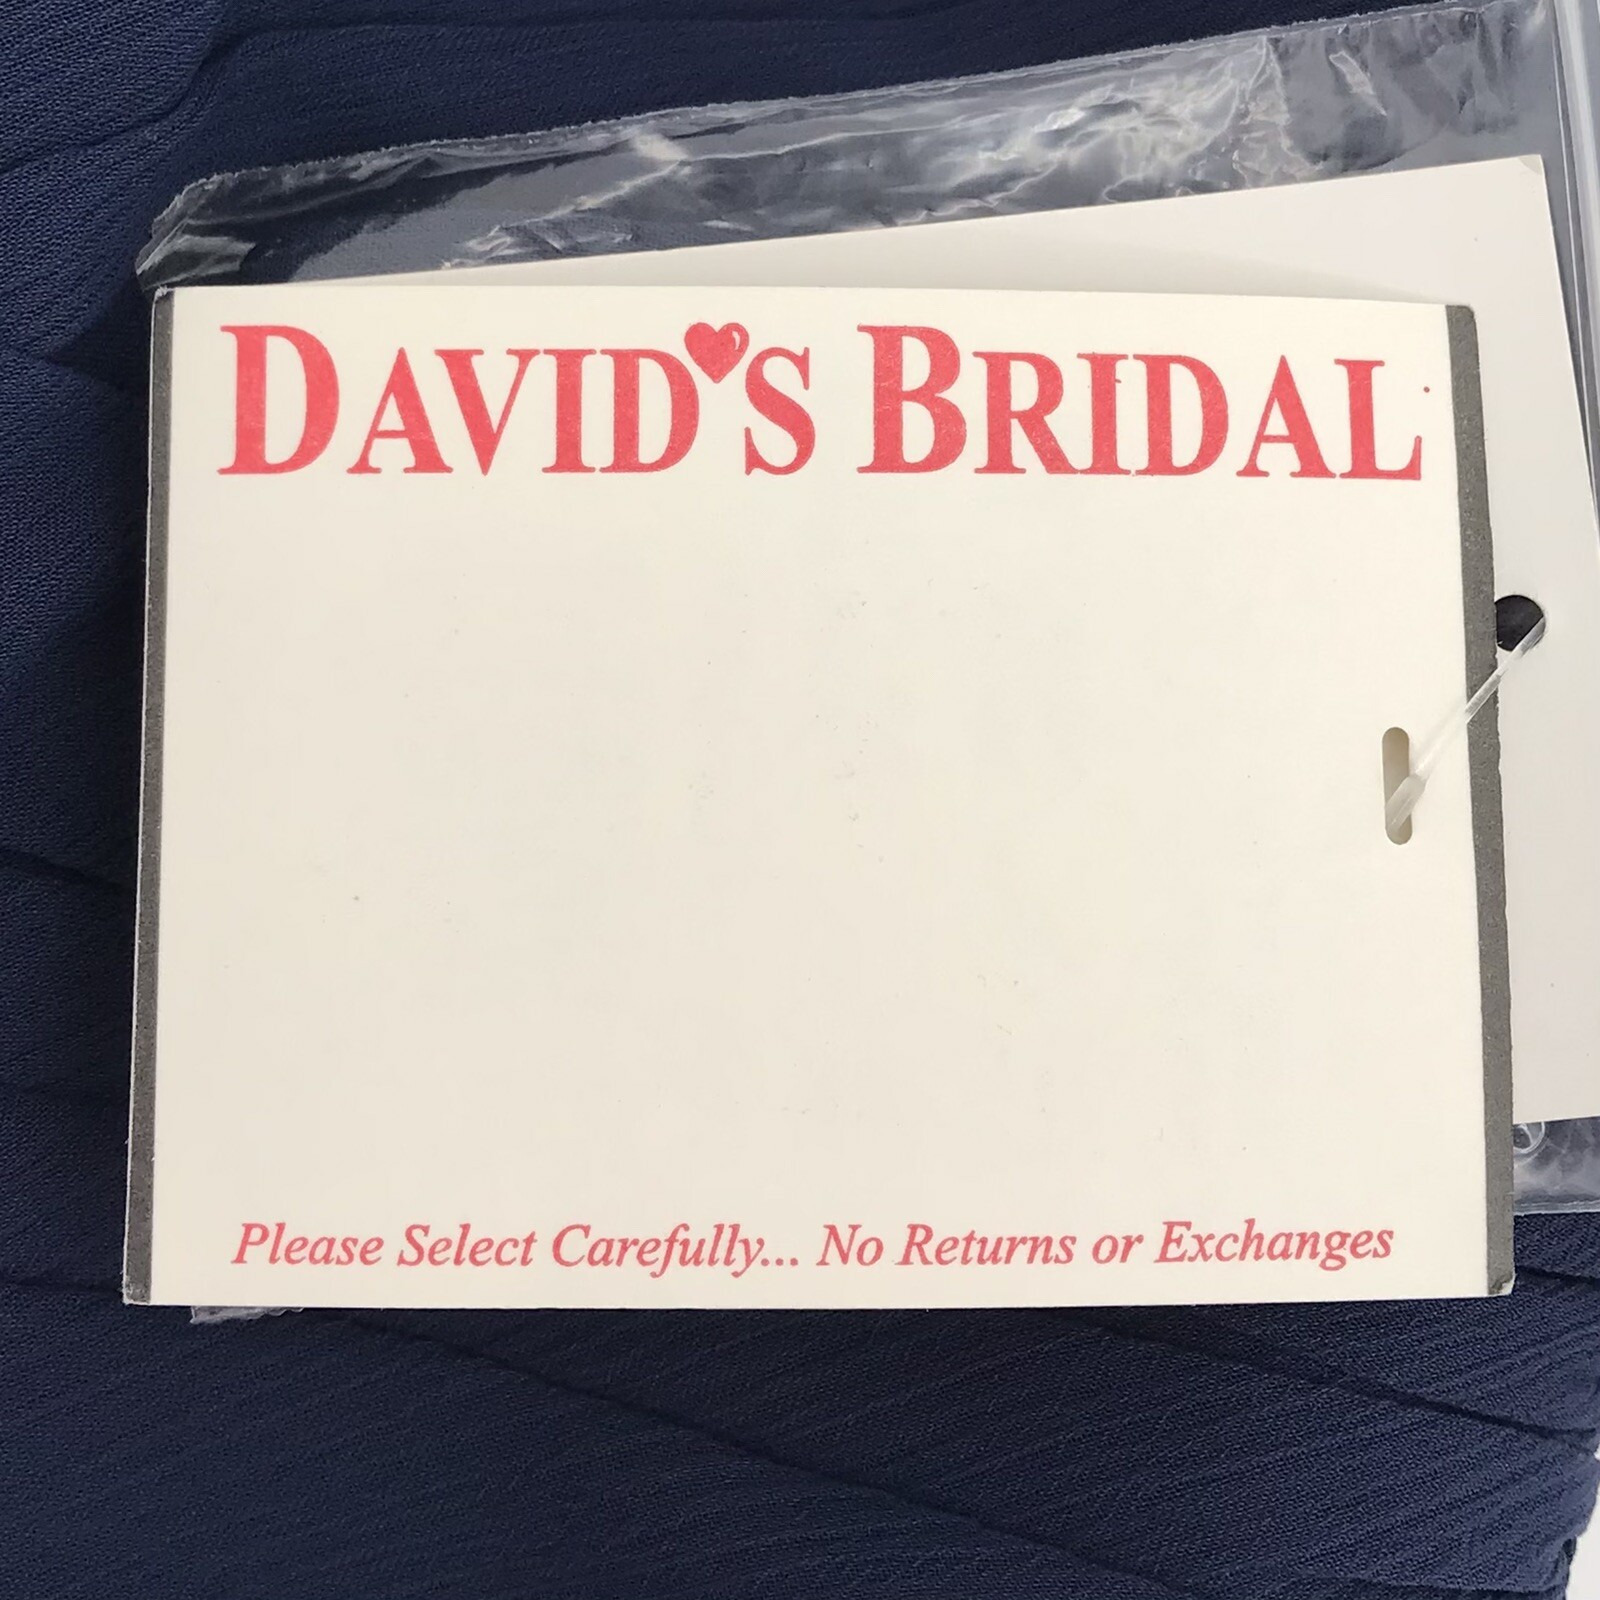 DAVID'S BRIDAL
Please Select Carefully... No Returns or Exchanges